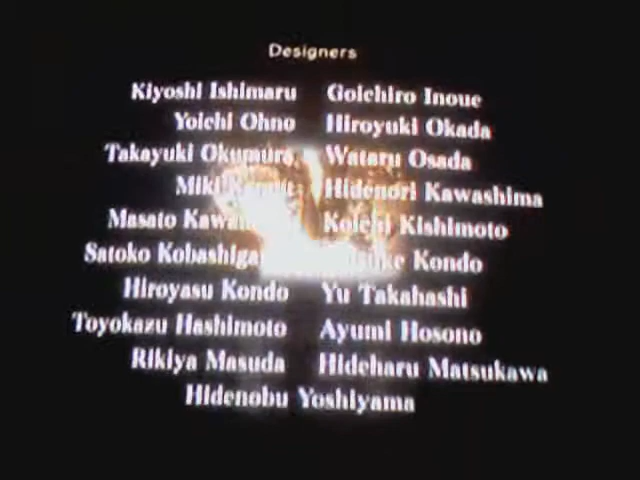 Designers
Kiyoshi Ishimaru Goichiro Inoue
Yoichi Ohno Hiroyuki Okada
Takayuki Okumura Wataru Osada
Miki Hidenori Kawashima
Masato Koichi Kishimoto
Satoko Kondo
Hiroyasu Kondo Yu Takahashi
Toyokazu Hashimoto Ayumi Hosono
Rikiya Masuda Hideharu Matsukawa
Hidenobu Yoshiyama